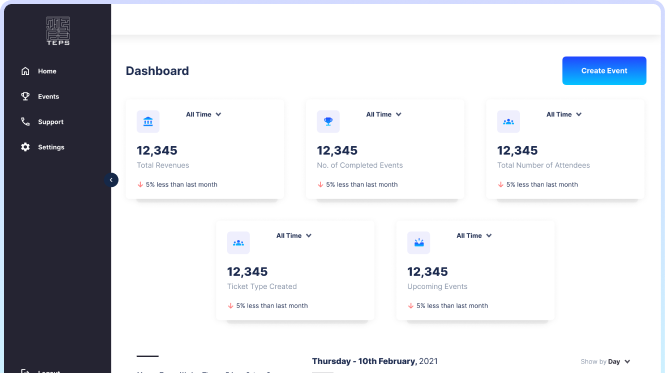 TEPS
Home
Events
Support
Settings
Dashboard
Create Event
All Time
12,345
Total Revenues
5% less than last month
All Time
12,345
No. of Completed Events
5% less than last month
All Time
12,345
Total Number of Attendees
5% less than last month
All Time
12,345
Ticket Type Created
5% less than last month
All Time
12,345
Upcoming Events
5% less than last month
Thursday - 10th February, 2021
Show by Day